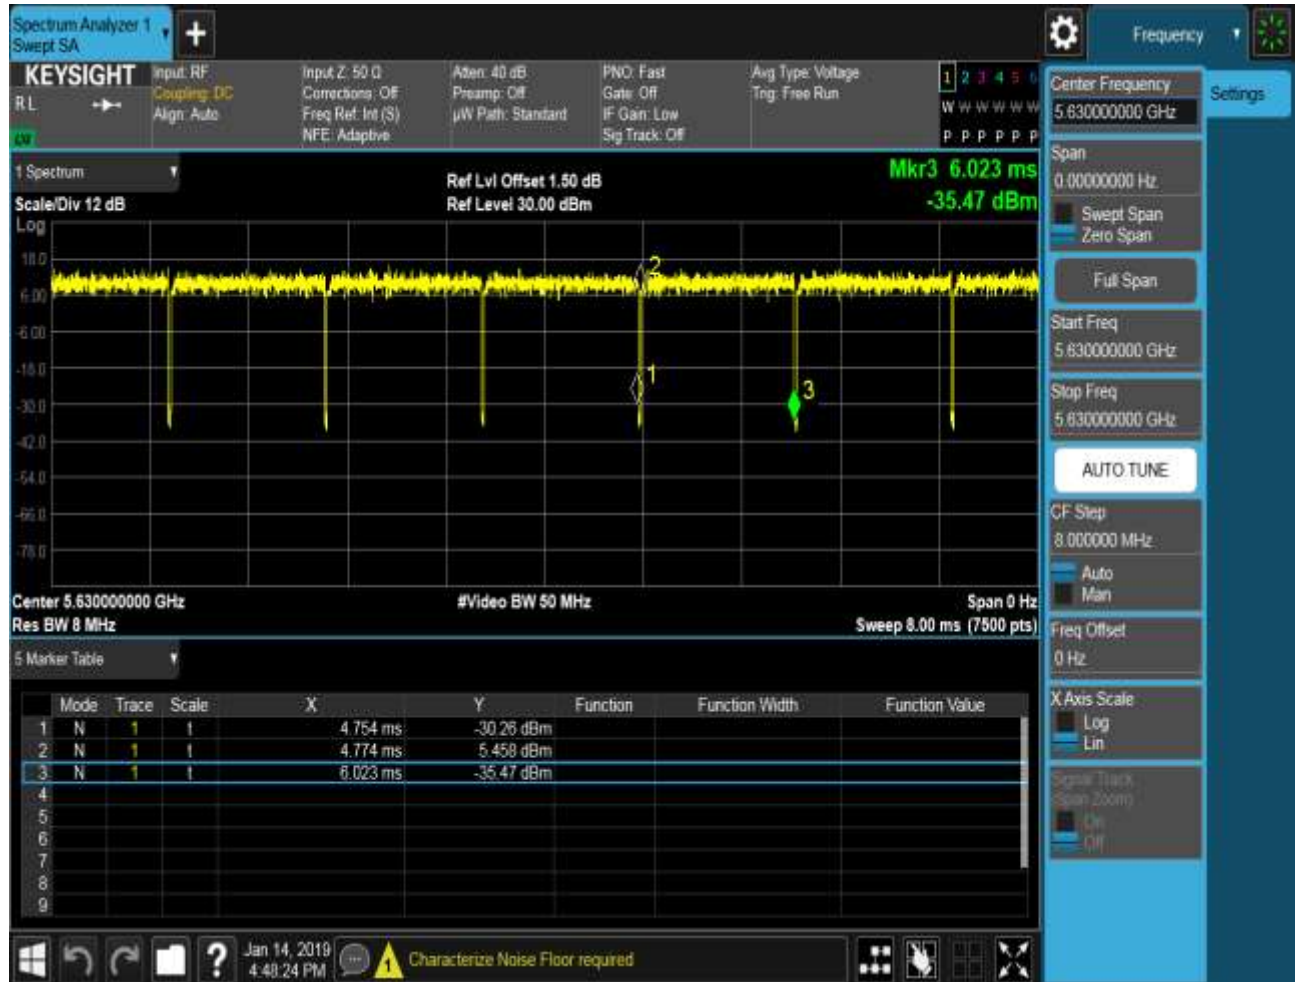 Spectrum Analyzer 1
Swept SA
+
Frequency
KEYSIGHT
RL
Input: RF
Coupling: DC
Align: Auto
Input Z: 50 Ω
Corrections: Off
Freq Ref: Int (S)
NFE: Adaptive
Atten: 40 dB
Preamp: Off
µW Path: Standard
PNO: Fast
Gate: Off
IF Gain: Low
Sig Track: Off
Avg Type: Voltage
Trig: Free Run
1 2 3 4 5 6
W W W W W W
P P P P P P
1 Spectrum
Scale/Div 12 dB
Ref Lvl Offset 1.50 dB
Ref Level 30.00 dBm
Mkr3 6.023 ms
-35.47 dBm
Log
18.0
6.00
-6.00
-18.0
-30.0
-42.0
-54.0
-66.0
-78.0
2
1
3
Center 5.630000000 GHz
Res BW 8 MHz
#Video BW 50 MHz
Span 0 Hz
Sweep 8.00 ms (7500 pts)
5 Marker Table
Mode Trace Scale X Y Function Function Width Function Value
1 N 1 t 4.754 ms -30.26 dBm
2 N 1 t 4.774 ms 5.458 dBm
3 N 1 t 6.023 ms -35.47 dBm
4
5
6
7
8
9
?
Jan 14, 2019
4:48:24 PM
1
Characterize Noise Floor required
Center Frequency
5.630000000 GHz
Settings
Span
0.00000000 Hz
Swept Span
Zero Span
Full Span
Start Freq
5.630000000 GHz
Stop Freq
5.630000000 GHz
AUTO TUNE
CF Step
8.000000 MHz
Auto
Man
Freq Offset
0 Hz
X Axis Scale
Log
Lin
Signal Track
(Span Zoom)
On
Off